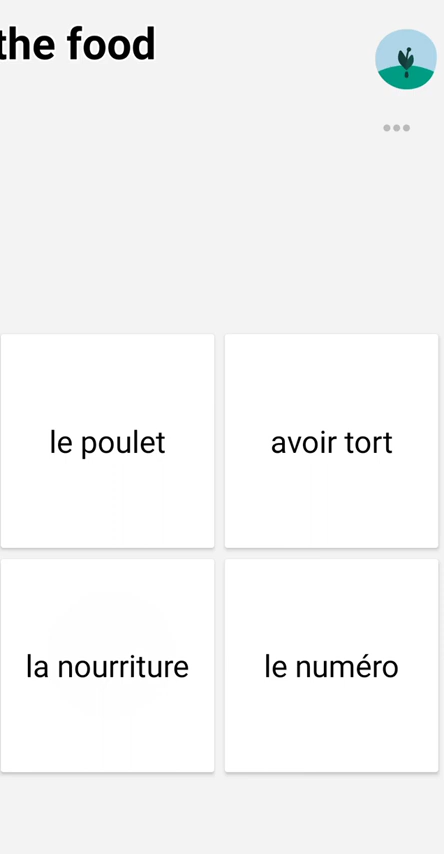 the food
le poulet
avoir tort
la nourriture
le numéro